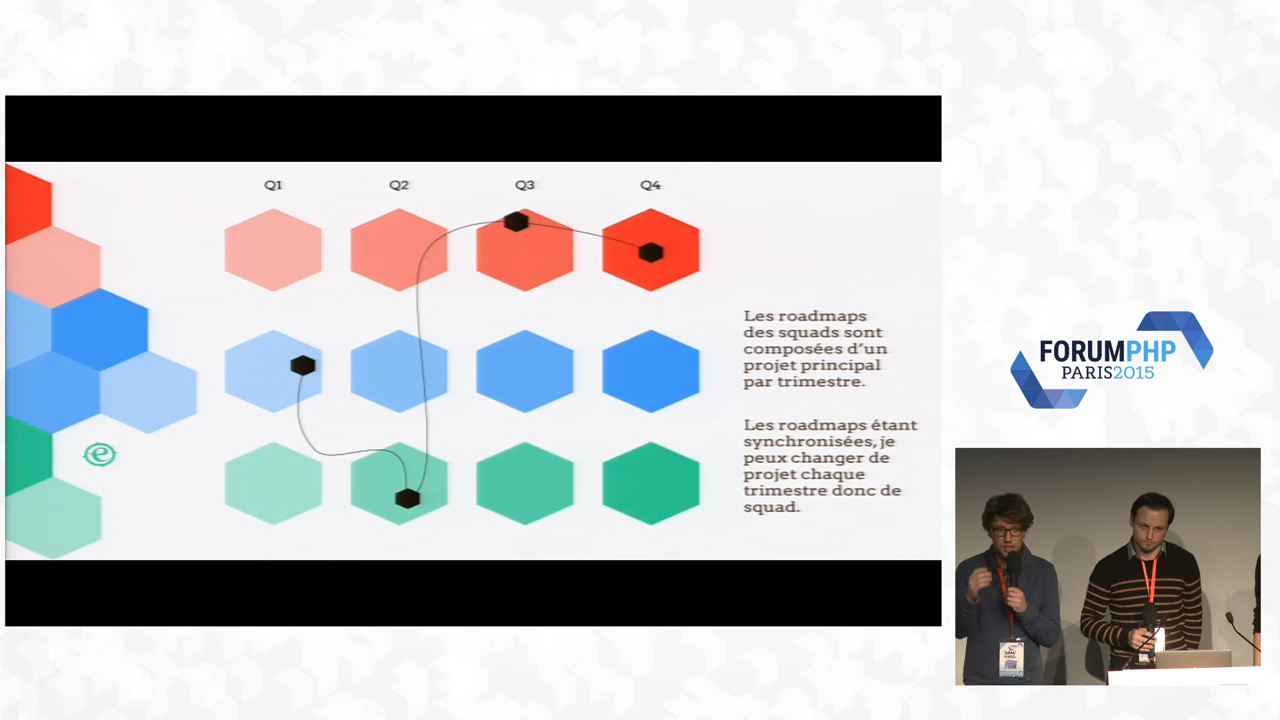 Q1 Q2 Q3 Q4
Les roadmaps
des squads sont
composées d'un
projet principal
par trimestre.
Les roadmaps étant
synchronisées, je
peux changer de
projet chaque
trimestre donc de
squad.
e
FORUMPHP
PARIS2015